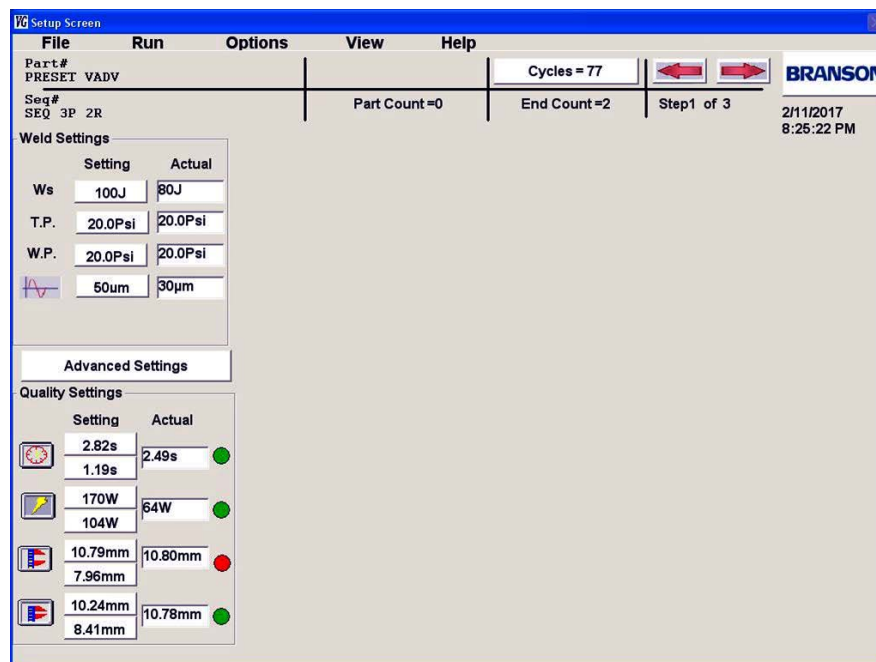 VG Setup Screen
File Run Options View Help
Part#
PRESET VADV
Cycles = 77
BRANSON
Seq#
SEQ 3P 2R
Part Count =0
End Count =2
Step1 of 3
2/11/2017
8:25:22 PM
Weld Settings
Setting Actual
Ws 100J 80J
T.P. 20.0Psi 20.0Psi
W.P. 20.0Psi 20.0Psi
50um 30µm
Advanced Settings
Quality Settings
Setting Actual
2.82s
2.49s
1.19s
170W
64W
104W
10.79mm
10.80mm
7.96mm
10.24mm
10.78mm
8.41mm